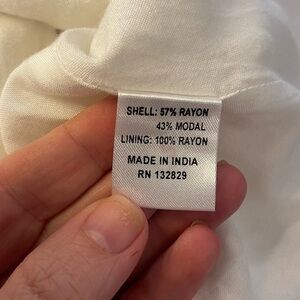 SHELL: 57% RAYON
43% MODAL
LINING: 100% RAYON
MADE IN INDIA
RN 132829